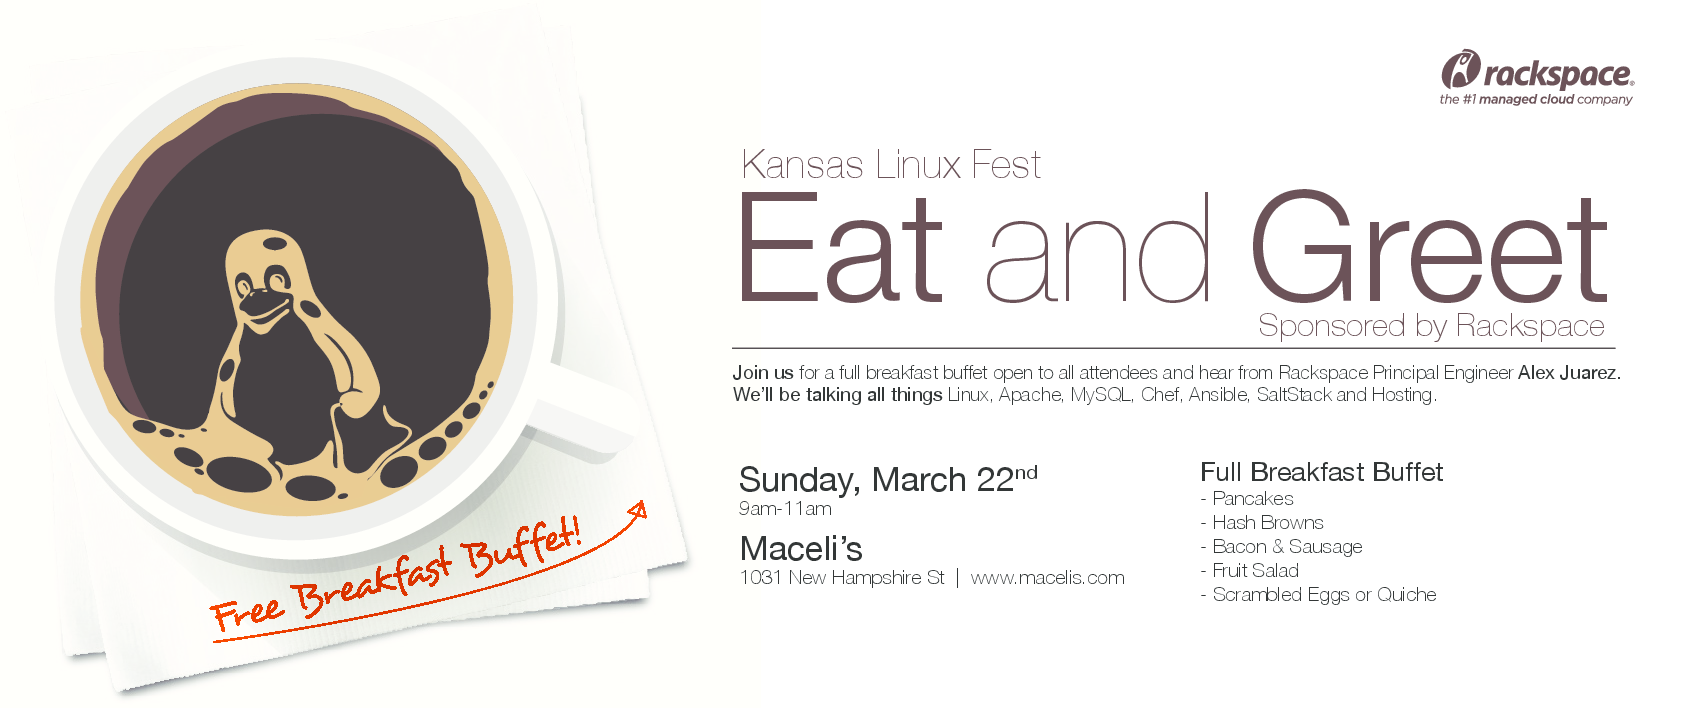 rackspace®
the #1 managed cloud company
Kansas Linux Fest
Eat and Greet
Sponsored by Rackspace
Join us for a full breakfast buffet open to all attendees and hear from Rackspace Principal Engineer Alex Juarez.
We'll be talking all things Linux, Apache, MySQL, Chef, Ansible, SaltStack and Hosting.
Sunday, March 22nd
9am-11am
Maceli's
1031 New Hampshire St | www.macelis.com
Full Breakfast Buffet
- Pancakes
- Hash Browns
- Bacon & Sausage
- Fruit Salad
- Scrambled Eggs or Quiche
Free Breakfast Buffet!